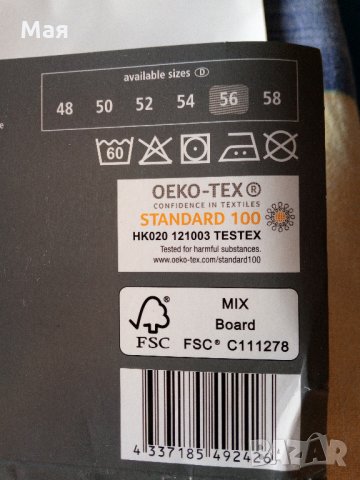 Мая
available sizes D
48 50 52 54 56 58
60
OEKO-TEX®
CONFIDENCE IN TEXTILES
STANDARD 100
HK020 121003 TESTEX
Tested for harmful substances.
www.oeko-tex.com/standard100
FSC
MIX
Board
FSC® C111278
4 337185 492426
BAZAR